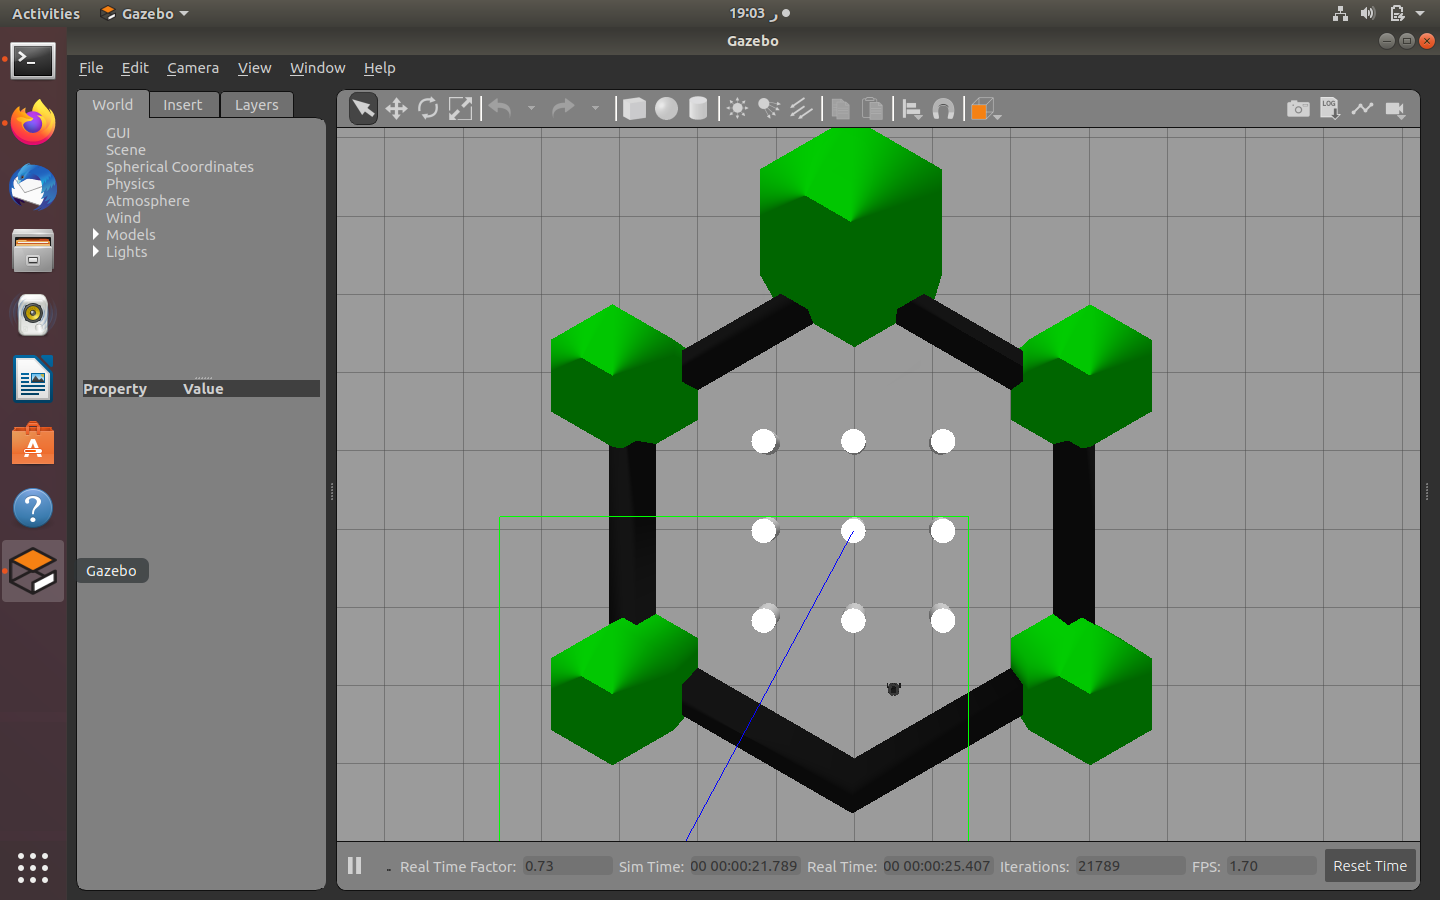 Activities
Gazebo
19:03 ر
Gazebo
File Edit Camera View Window Help
World Insert Layers
GUI
Scene
Spherical Coordinates
Physics
Atmosphere
Wind
Models
Lights
Property Value
Gazebo
LOG
Real Time Factor: 0.73 Sim Time: 00 00:00:21.789 Real Time: 00 00:00:25.407 Iterations: 21789 FPS: 1.70 Reset Time